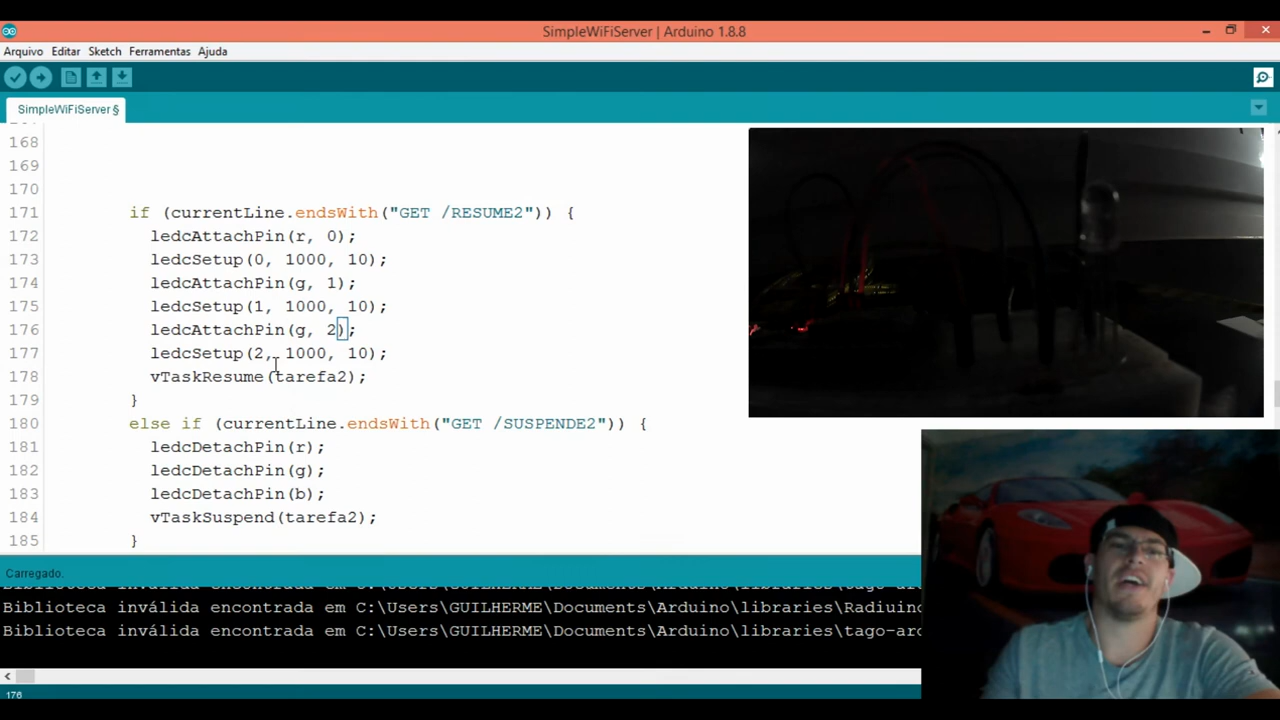 SimpleWiFiServer | Arduino 1.8.8
Arquivo Editar Sketch Ferramentas Ajuda
SimpleWiFiServer §
168
169
170
171 if (currentLine.endsWith("GET /RESUME2")) {
172 ledcAttachPin(r, 0);
173 ledcSetup(0, 1000, 10);
174 ledcAttachPin(g, 1);
175 ledcSetup(1, 1000, 10);
176 ledcAttachPin(g, 2);
177 ledcSetup(2, 1000, 10);
178 vTaskResume(tarefa2);
179 }
180 else if (currentLine.endsWith("GET /SUSPENDE2")) {
181 ledcDetachPin(r);
182 ledcDetachPin(g);
183 ledcDetachPin(b);
184 vTaskSuspend(tarefa2);
185 }
Carregado.
Biblioteca inválida encontrada em C:\Users\GUILHERME\Documents\Arduino\libraries\Radiuino
Biblioteca inválida encontrada em C:\Users\GUILHERME\Documents\Arduino\libraries\tago-ard
176